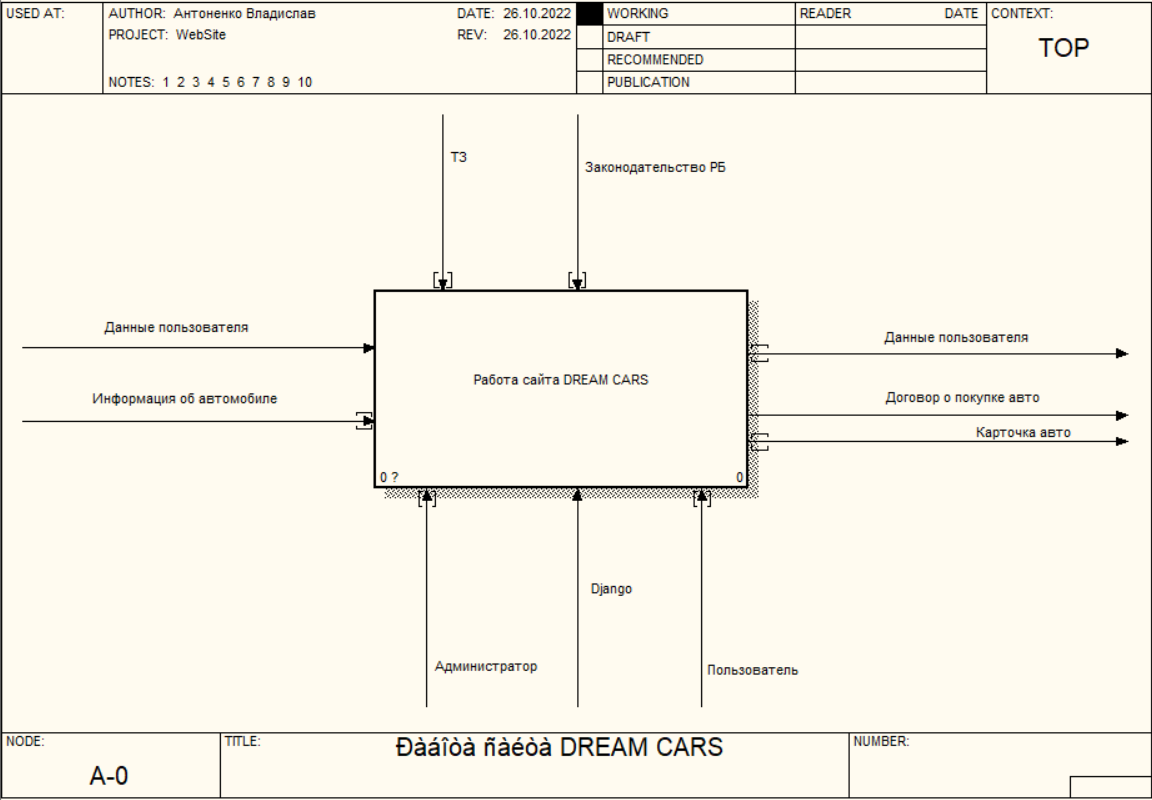 USED AT:
AUTHOR: Антоненко Владислав
DATE: 26.10.2022
PROJECT: WebSite
REV: 26.10.2022
NOTES: 1 2 3 4 5 6 7 8 9 10
WORKING
DRAFT
RECOMMENDED
PUBLICATION
READER DATE
CONTEXT:
TOP
ТЗ
Законодательство РБ
Данные пользователя
Информация об автомобиле
Работа сайта DREAM CARS
0 ?
0
Данные пользователя
Договор о покупке авто
Карточка авто
Django
Администратор
Пользователь
NODE:
A-0
TITLE:
Ðàáîòà ñàéòà DREAM CARS
NUMBER: